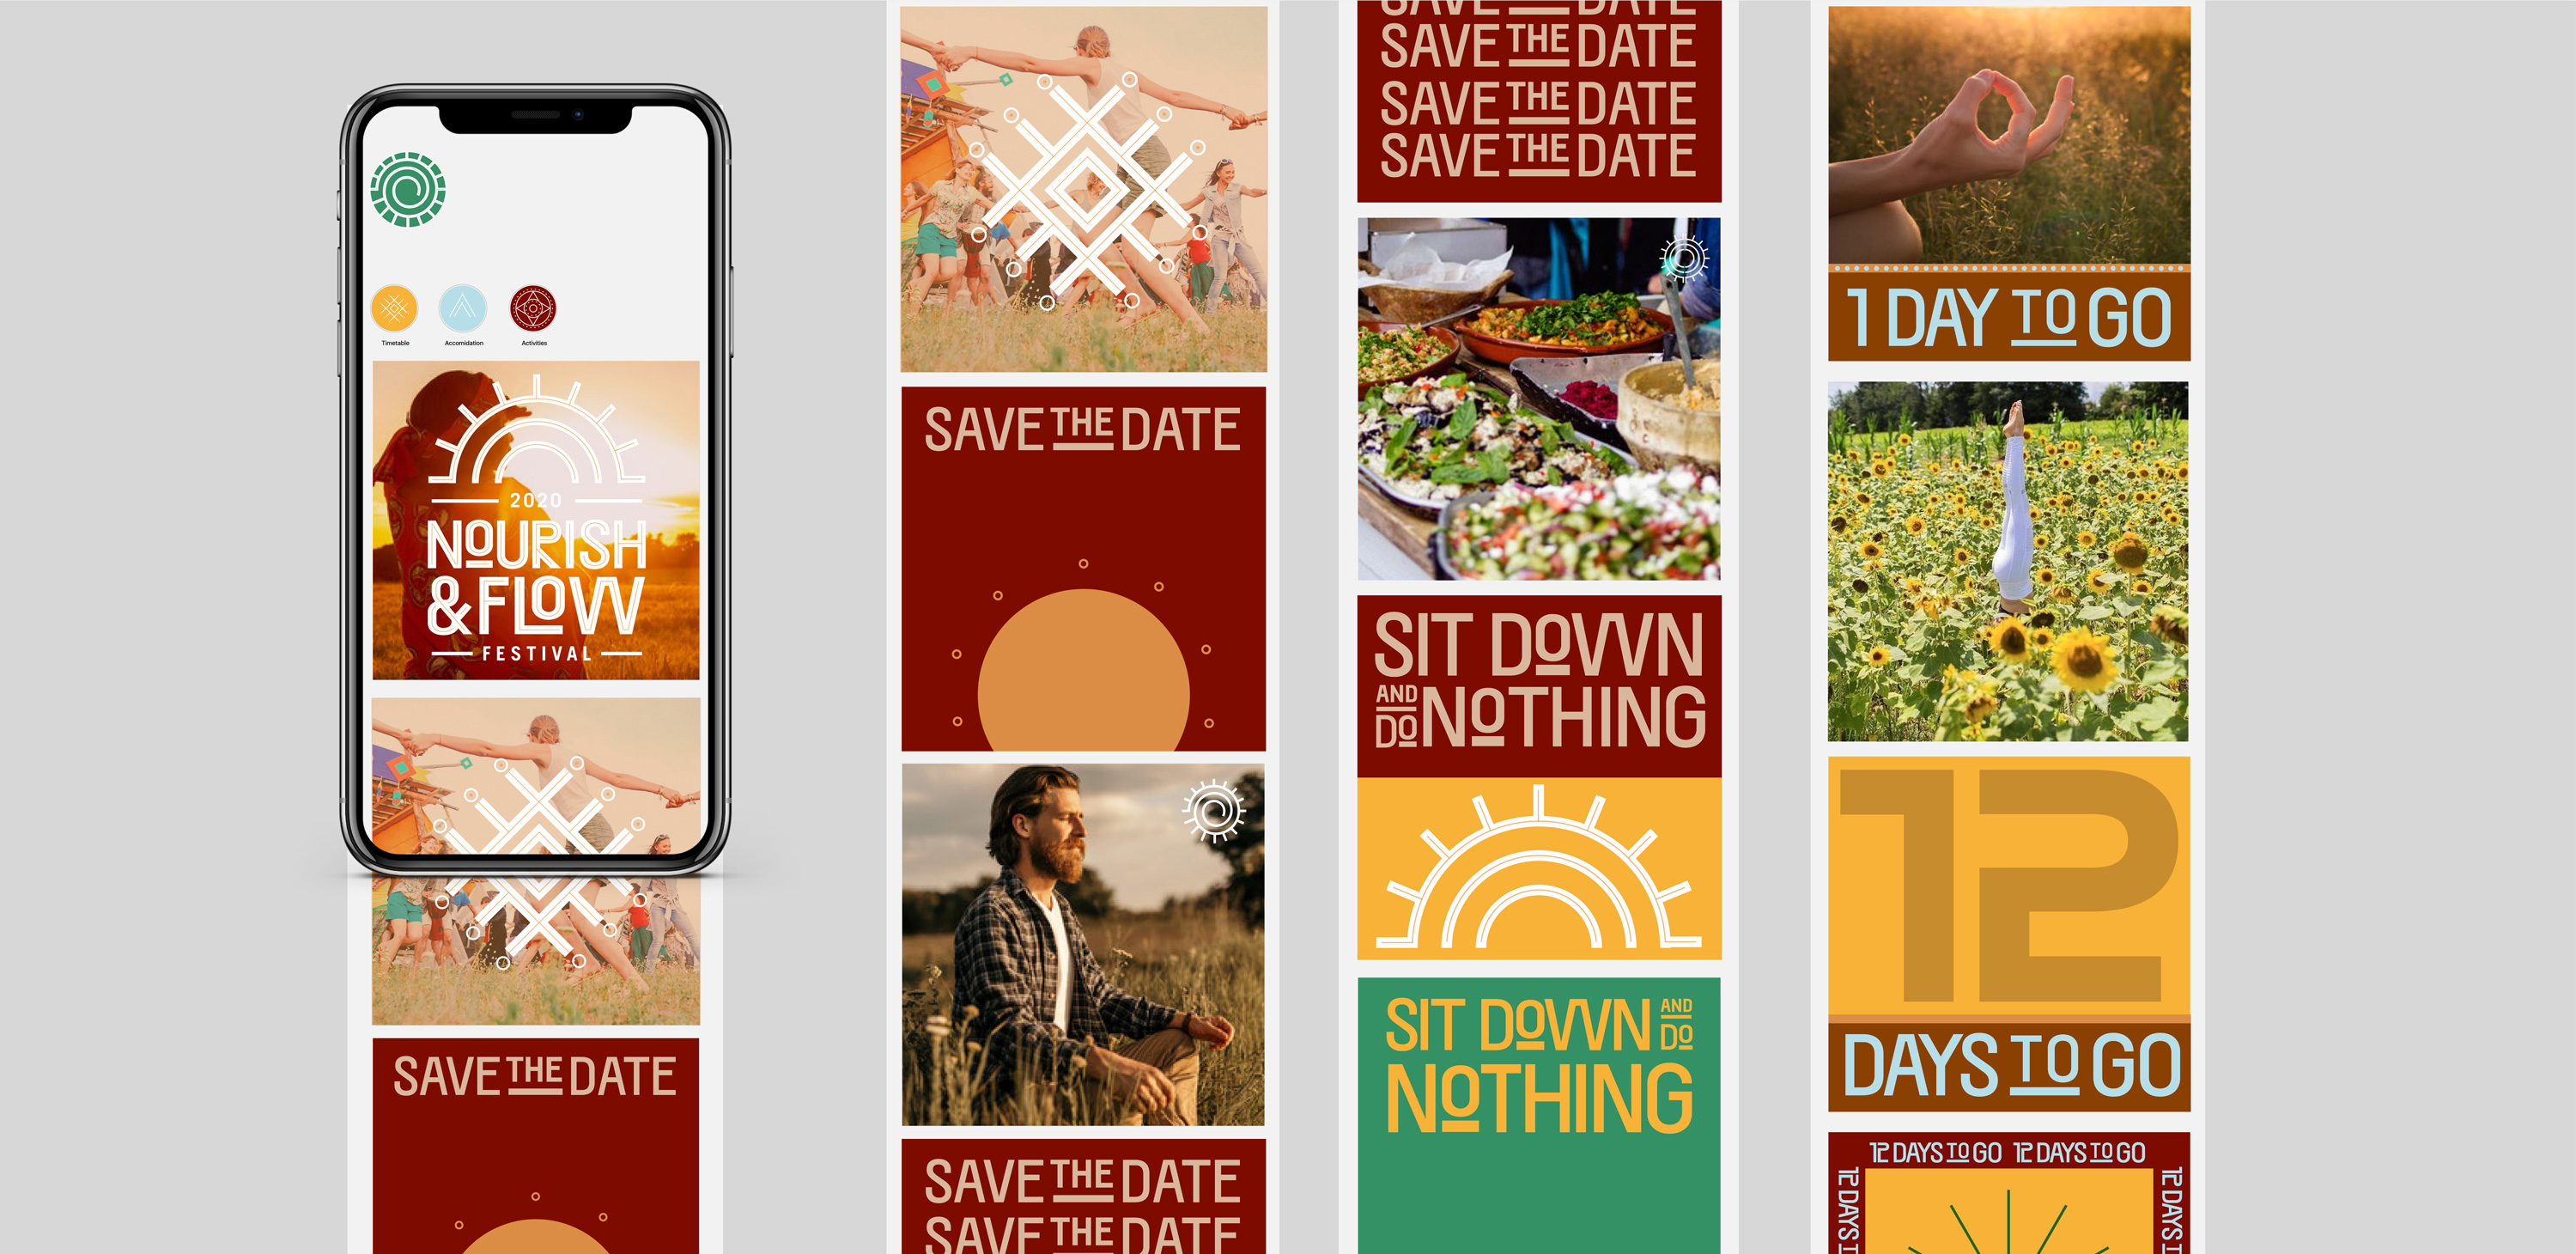 Timetable
Accomidation
Activities
2020
NOURISH
& FLOW
FESTIVAL
SAVE THE DATE
SAVE THE DATE
SAVE THE DATE
SAVE THE DATE
SAVE THE DATE
SAVE THE DATE
SAVE THE DATE
SAVE THE DATE
SIT DOWN
AND DO NOTHING
SIT DOWN AND DO
NOTHING
1 DAY TO GO
12
DAYS TO GO
12 DAYS TO GO 12 DAYS TO GO
12 DAYS
12 DAYS